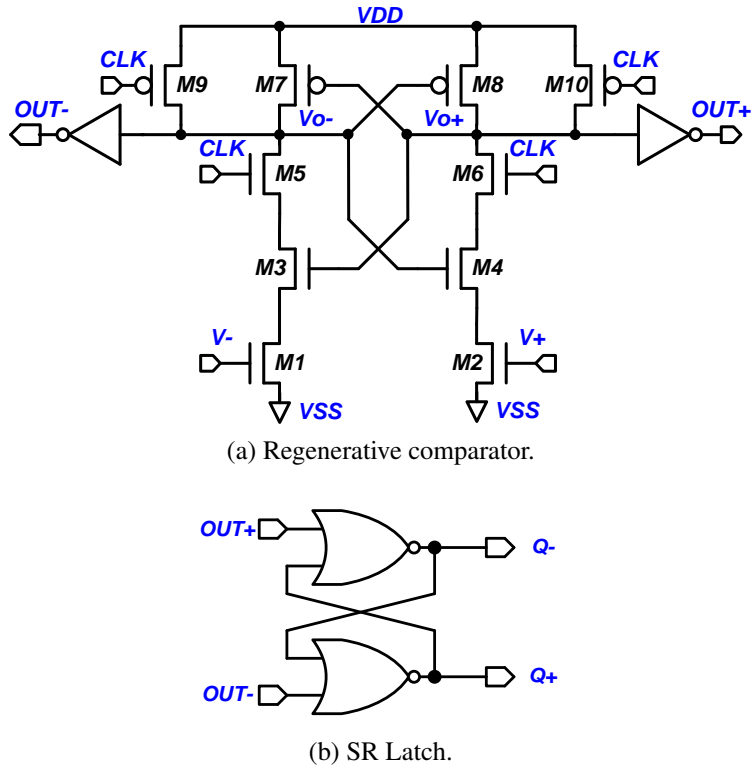 VDD
CLK
M9
M7
M8
M10
CLK
OUT-
Vo-
Vo+
OUT+
CLK
M5
M6
CLK
M3
M4
V-
M1
M2
V+
VSS
VSS
(a) Regenerative comparator.
OUT+
Q-
OUT-
Q+
(b) SR Latch.